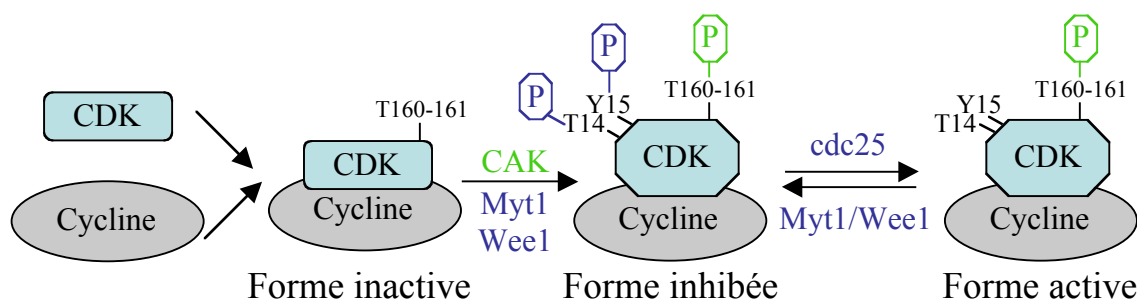 CDK
Cycline
T160-161
CDK
Cycline
Forme inactive
CAK
Myt1
Wee1
P
P
P
Y15
T14
T160-161
CDK
Cycline
Forme inhibée
cdc25
Myt1/Wee1
P
Y15
T14
T160-161
CDK
Cycline
Forme active